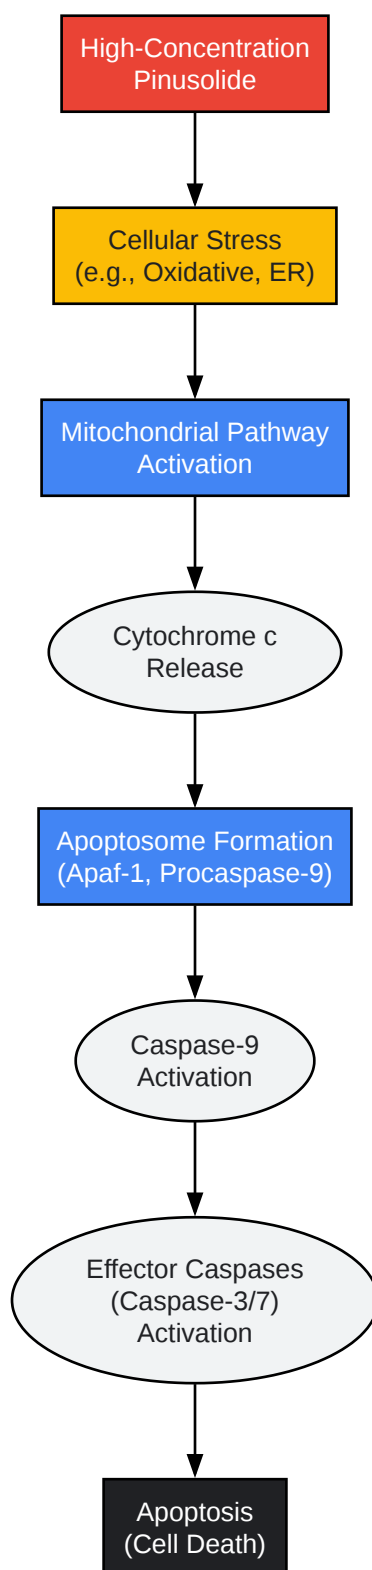 High-Concentration
Pinusolide
Cellular Stress
(e.g., Oxidative, ER)
Mitochondrial Pathway
Activation
Cytochrome c
Release
Apoptosome Formation
(Apaf-1, Procaspase-9)
Caspase-9
Activation
Effector Caspases
(Caspase-3/7)
Activation
Apoptosis
(Cell Death)